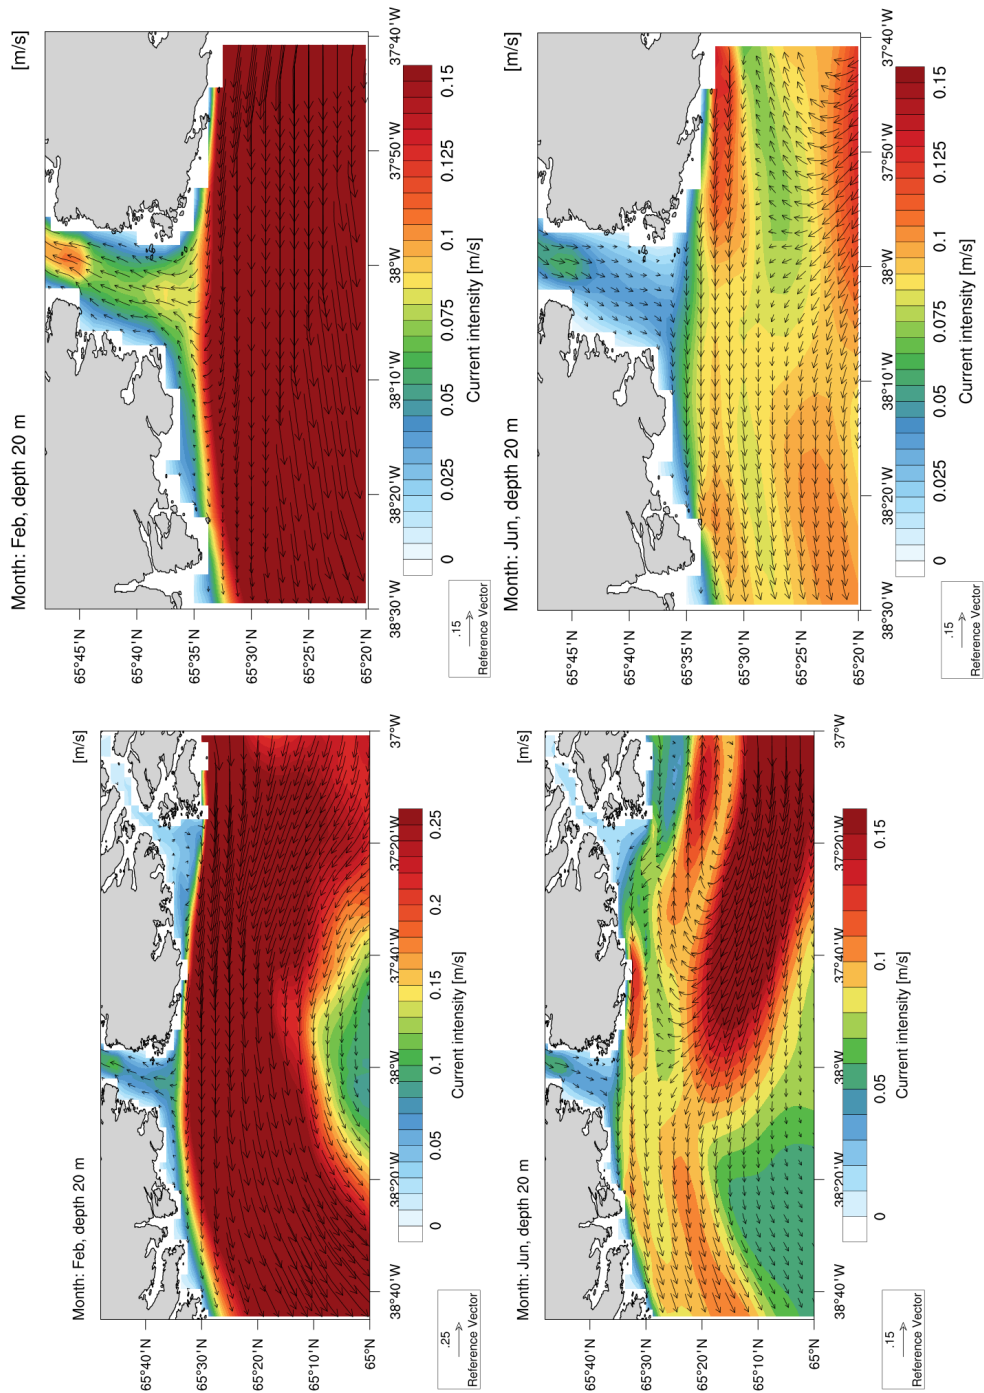 Month: Feb, depth 20 m [m/s]
65°45'N
65°40'N
65°35'N
65°30'N
65°25'N
65°20'N
38°30'W 38°20'W 38°10'W 38°W 37°50'W 37°40'W
0 0.025 0.05 0.075 0.1 0.125 0.15
Current intensity [m/s]
.15
Reference Vector
Month: Jun, depth 20 m [m/s]
65°45'N
65°40'N
65°35'N
65°30'N
65°25'N
65°20'N
38°30'W 38°20'W 38°10'W 38°W 37°50'W 37°40'W
0 0.025 0.05 0.075 0.1 0.125 0.15
Current intensity [m/s]
.15
Reference Vector
Month: Feb, depth 20 m [m/s]
65°40'N
65°30'N
65°20'N
65°10'N
65°N
38°40'W 38°20'W 38°W 37°40'W 37°20'W 37°W
0 0.05 0.1 0.15 0.2 0.25
Current intensity [m/s]
.25
Reference Vector
Month: Jun, depth 20 m [m/s]
65°40'N
65°30'N
65°20'N
65°10'N
65°N
38°40'W 38°20'W 38°W 37°40'W 37°20'W 37°W
0 0.05 0.1 0.15
Current intensity [m/s]
.15
Reference Vector